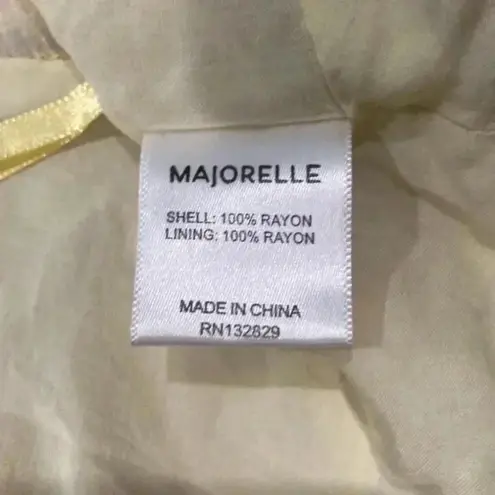 MAJORELLE
SHELL: 100% RAYON
LINING: 100% RAYON
MADE IN CHINA
RN132829